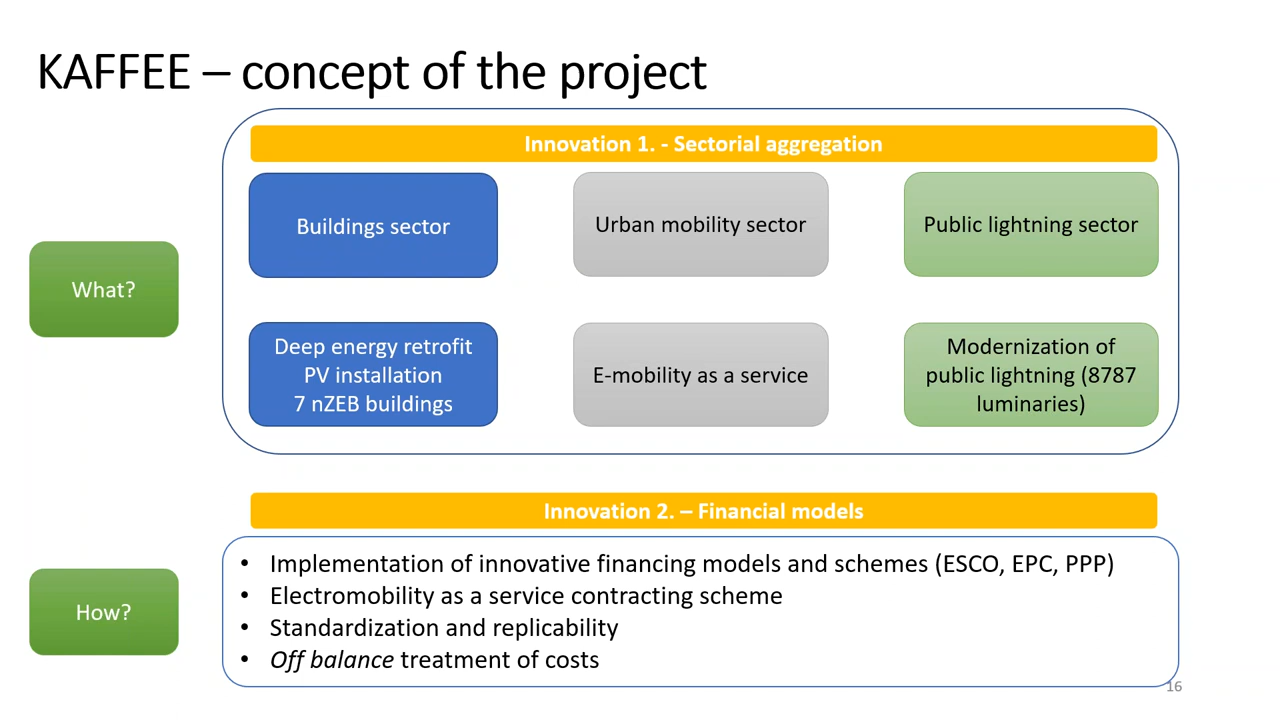 KAFFEE – concept of the project
Innovation 1. - Sectorial aggregation
Buildings sector
Urban mobility sector
Public lightning sector
What?
Deep energy retrofit
PV installation
7 nZEB buildings
E-mobility as a service
Modernization of
public lightning (8787
luminaries)
Innovation 2. – Financial models
How?
• Implementation of innovative financing models and schemes (ESCO, EPC, PPP)
• Electromobility as a service contracting scheme
• Standardization and replicability
• Off balance treatment of costs
16